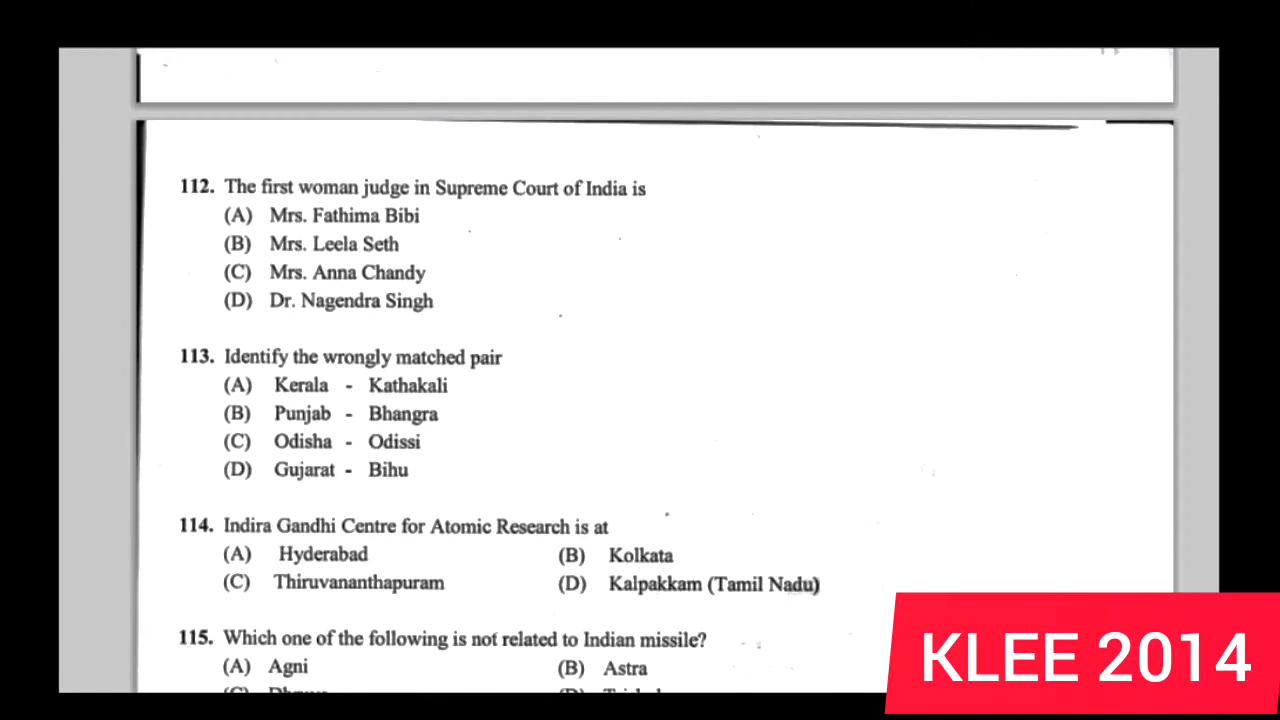 112. The first woman judge in Supreme Court of India is
(A) Mrs. Fathima Bibi
(B) Mrs. Leela Seth
(C) Mrs. Anna Chandy
(D) Dr. Nagendra Singh
113. Identify the wrongly matched pair
(A) Kerala - Kathakali
(B) Punjab - Bhangra
(C) Odisha - Odissi
(D) Gujarat - Bihu
114. Indira Gandhi Centre for Atomic Research is at
(A) Hyderabad (B) Kolkata
(C) Thiruvananthapuram (D) Kalpakkam (Tamil Nadu)
115. Which one of the following is not related to Indian missile?
(A) Agni (B) Astra
KLEE 2014